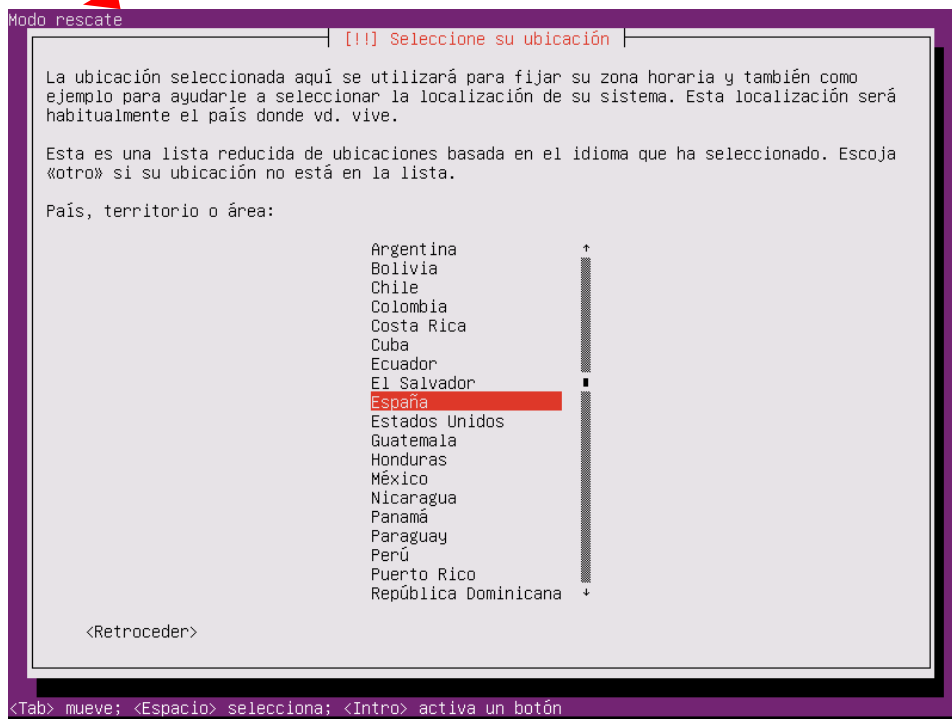 Modo rescate
[!!] Seleccione su ubicación
La ubicación seleccionada aquí se utilizará para fijar su zona horaria y también como
ejemplo para ayudarle a seleccionar la localización de su sistema. Esta localización será
habitualmente el país donde vd. vive.
Esta es una lista reducida de ubicaciones basada en el idioma que ha seleccionado. Escoja
«otro» si su ubicación no está en la lista.
País, territorio o área:
Argentina
Bolivia
Chile
Colombia
Costa Rica
Cuba
Ecuador
El Salvador
España
Estados Unidos
Guatemala
Honduras
México
Nicaragua
Panamá
Paraguay
Perú
Puerto Rico
República Dominicana
<Retroceder>
<Tab> mueve; <Espacio> selecciona; <Intro> activa un botón